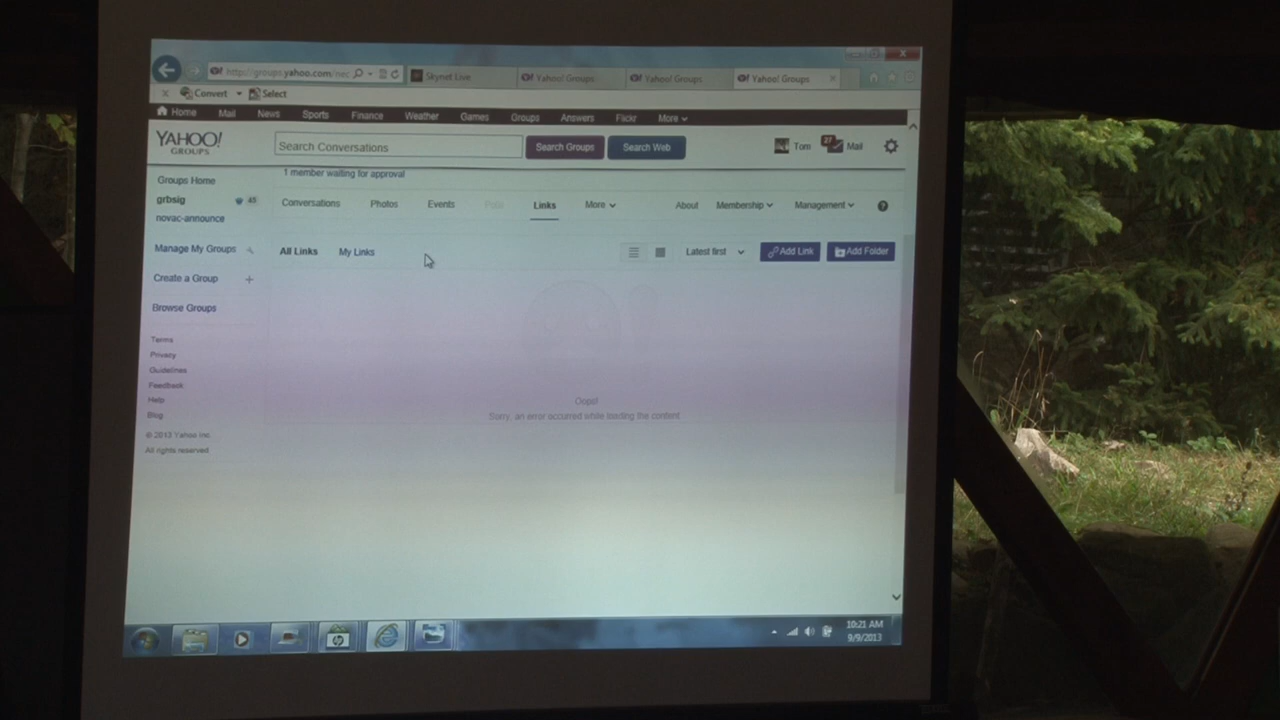 http://groups.yahoo.com/nec
Skynet Live
Yahoo! Groups
Yahoo! Groups
Yahoo! Groups
Convert Select
Home Mail News Sports Finance Weather Games Groups Answers Flickr More
YAHOO! GROUPS
Search Conversations
Search Groups
Search Web
Tom
27 Mail
1 member waiting for approval
Groups Home
grbsig 45
novac-announce
Manage My Groups
Create a Group +
Browse Groups
Terms
Privacy
Guidelines
Feedback
Help
Blog
© 2013 Yahoo Inc.
All rights reserved.
Conversations Photos Events Polls Links More About Membership Management ?
All Links My Links Latest first Add Link Add Folder
Oops!
Sorry, an error occurred while loading the content.
hp
10:21 AM
9/9/2013